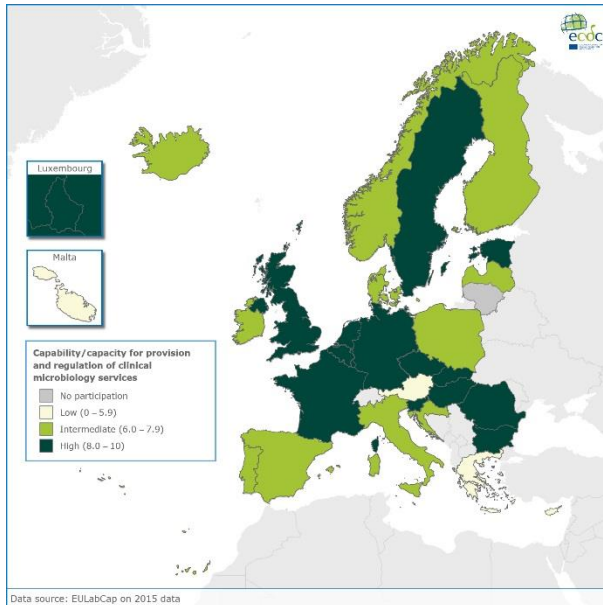 ecdc
Luxembourg
Malta
Capability/capacity for provision
and regulation of clinical
microbiology services
No participation
Low (0 – 5.9)
Intermediate (6.0 – 7.9)
High (8.0 – 10)
Data source: EULabCap on 2015 data